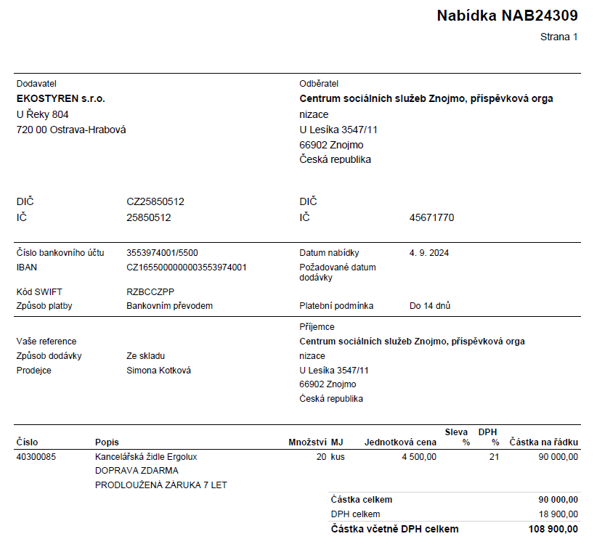 Nabídka NAB24309
Strana 1
Dodavatel
EKOSTYREN s.r.o.
U Řeky 804
720 00 Ostrava-Hrabová
Odběratel
Centrum sociálních služeb Znojmo, příspěvková orga
nizace
U Lesíka 3547/11
66902 Znojmo
Česká republika
DIČ CZ25850512
IČ 25850512
DIČ
IČ 45671770
Číslo bankovního účtu 3553974001/5500
IBAN CZ1655000000003553974001
Kód SWIFT RZBCCZPP
Způsob platby Bankovním převodem
Datum nabídky 4. 9. 2024
Požadované datum
dodávky
Platební podmínka Do 14 dnů
Vaše reference
Způsob dodávky Ze skladu
Prodejce Simona Kotková
Příjemce
Centrum sociálních služeb Znojmo, příspěvková orga
nizace
U Lesíka 3547/11
66902 Znojmo
Česká republika
Číslo Popis Množství MJ Jednotková cena Sleva % DPH % Částka na řádku
40300085 Kancelářská židle Ergolux 20 kus 4 500,00 21 90 000,00
DOPRAVA ZDARMA
PRODLOUŽENÁ ZÁRUKA 7 LET
Částka celkem 90 000,00
DPH celkem 18 900,00
Částka včetně DPH celkem 108 900,00